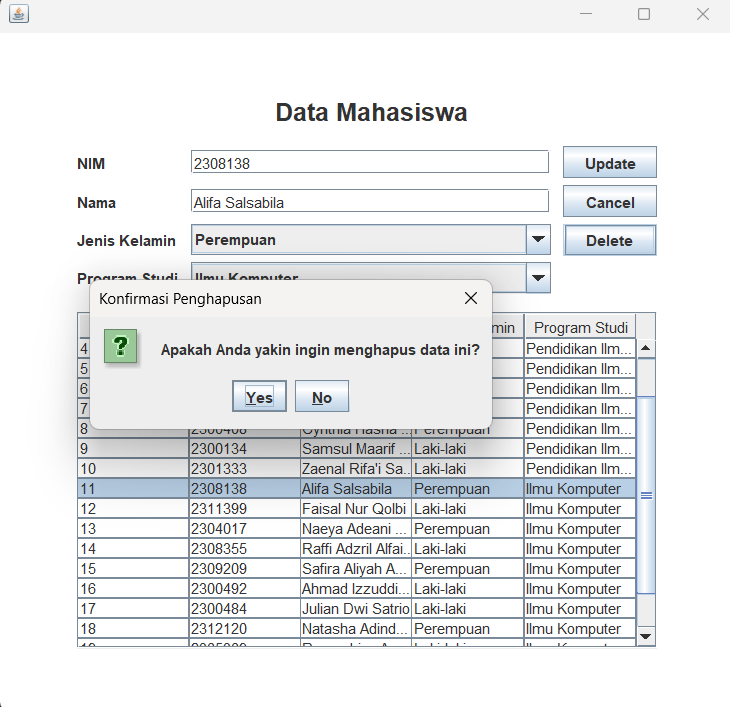 Data Mahasiswa
NIM 2308138 Update
Nama Alifa Salsabila Cancel
Jenis Kelamin Perempuan Delete
Program Studi Ilmu Komputer
Konfirmasi Penghapusan
Apakah Anda yakin ingin menghapus data ini?
Yes No
min Program Studi
4 Pendidikan Ilm...
5 Pendidikan Ilm...
6 Pendidikan Ilm...
7 Pendidikan Ilm...
8 2300408 Cynthia Hasna ... Perempuan Pendidikan Ilm...
9 2300134 Samsul Maarif ... Laki-laki Pendidikan Ilm...
10 2301333 Zaenal Rifa'i Sa... Laki-laki Pendidikan Ilm...
11 2308138 Alifa Salsabila Perempuan Ilmu Komputer
12 2311399 Faisal Nur Qolbi Laki-laki Ilmu Komputer
13 2304017 Naeya Adeani ... Perempuan Ilmu Komputer
14 2308355 Raffi Adzril Alfai... Laki-laki Ilmu Komputer
15 2309209 Safira Aliyah A... Perempuan Ilmu Komputer
16 2300492 Ahmad Izzuddi... Laki-laki Ilmu Komputer
17 2300484 Julian Dwi Satrio Laki-laki Ilmu Komputer
18 2312120 Natasha Adind... Perempuan Ilmu Komputer
19 Laki-laki Ilmu Komputer